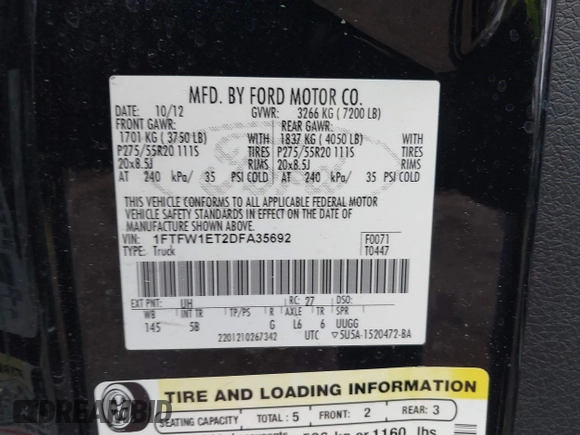 MFD. BY FORD MOTOR CO.
DATE: 10/12 GVWR: 3266 KG ( 7200 LB)
FRONT GAWR: REAR GAWR:
1701 KG ( 3750 LB) WITH 1837 KG ( 4050 LB) WITH
P275/55R20 111S TIRES P275/55R20 111S TIRES
20x8.5J RIMS 20x8.5J RIMS
AT 240 kPa/ 35 PSI COLD AT 240 kPa/ 35 PSI COLD
THIS VEHICLE CONFORMS TO ALL APPLICABLE FEDERAL MOTOR
VEHICLE SAFETY STANDARDS IN EFFECT ON THE DATE OF
MANUFACTURE SHOWN ABOVE.
VIN: 1FTFW1ET2DFA35692 F0071
TYPE: Truck T0447
EXT PNT: UH RC: 27 DSO:
WB INT TR TP/PS R AXLE TR SPR
145 5B G L6 6 UUGG
2201210267342 UTC 5U5A-1520472-BA
TIRE AND LOADING INFORMATION
SEATING CAPACITY TOTAL : 5 FRONT: 2 REAR: 3
kg or 1160 lbs
DREAMBID